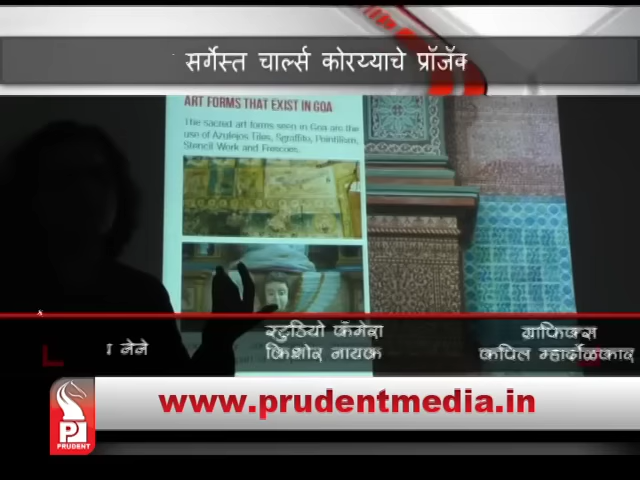 सर्गेस्त चार्ल्स कोरय्याचे प्रॉजॅक
ART FORMS THAT EXIST IN GOA
The sacred art forms seen in Goa are the
use of Azulejos Tiles, Sgraffito, Pointilism,
Stencil Work and Frescoes.
नेने
स्टुडियो कॅमेरा
किशोर नायक
ग्राफिक्स
कपिल म्हार्दोळकार
www.prudentmedia.in
PRUDENT